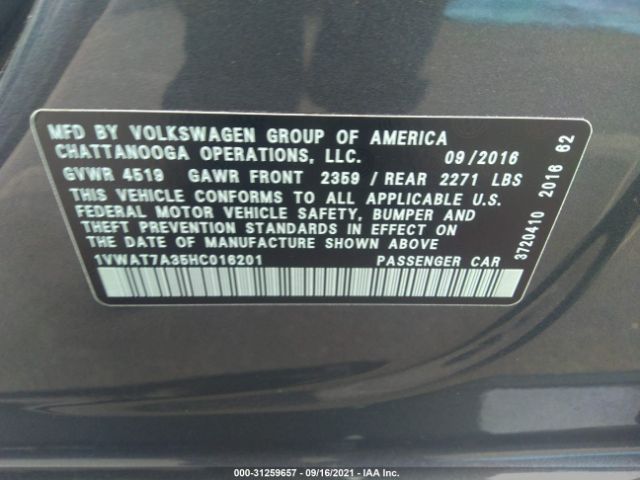 MFD BY VOLKSWAGEN GROUP OF AMERICA
CHATTANOOGA OPERATIONS, LLC. 09/2016
GVWR 4519 GAWR FRONT 2359 / REAR 2271 LBS
THIS VEHICLE CONFORMS TO ALL APPLICABLE U.S.
FEDERAL MOTOR VEHICLE SAFETY, BUMPER AND
THEFT PREVENTION STANDARDS IN EFFECT ON
THE DATE OF MANUFACTURE SHOWN ABOVE
1VWAT7A35HC016201 PASSENGER CAR
3720410 2016 62
000-31259657 - 09/16/2021 - IAA Inc.